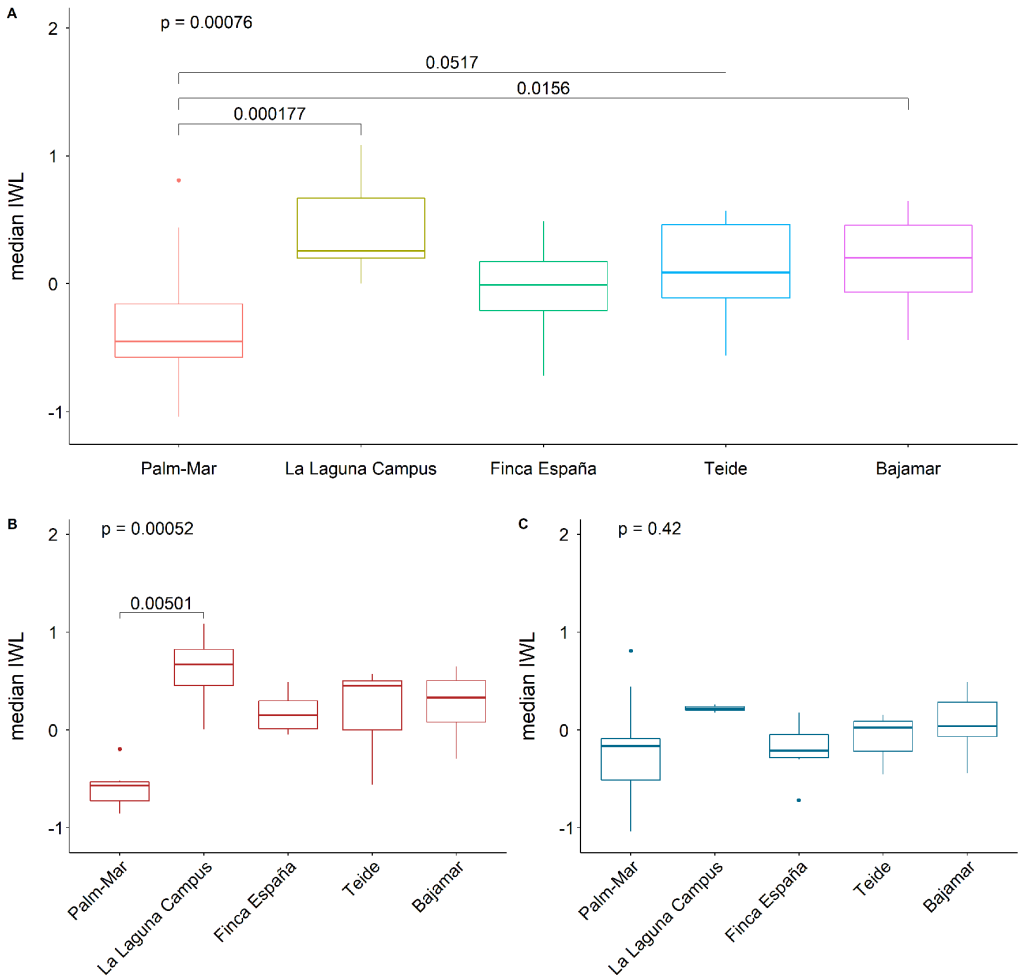 A
p = 0.00076
2
0.0517
0.0156
0.000177
1
median IWL
0
-1
Palm-Mar La Laguna Campus Finca España Teide Bajamar
B
p = 0.00052
2
0.00501
1
median IWL
0
-1
Palm-Mar
La Laguna Campus
Finca España
Teide
Bajamar
C
p = 0.42
2
1
median IWL
0
-1
Palm-Mar
La Laguna Campus
Finca España
Teide
Bajamar